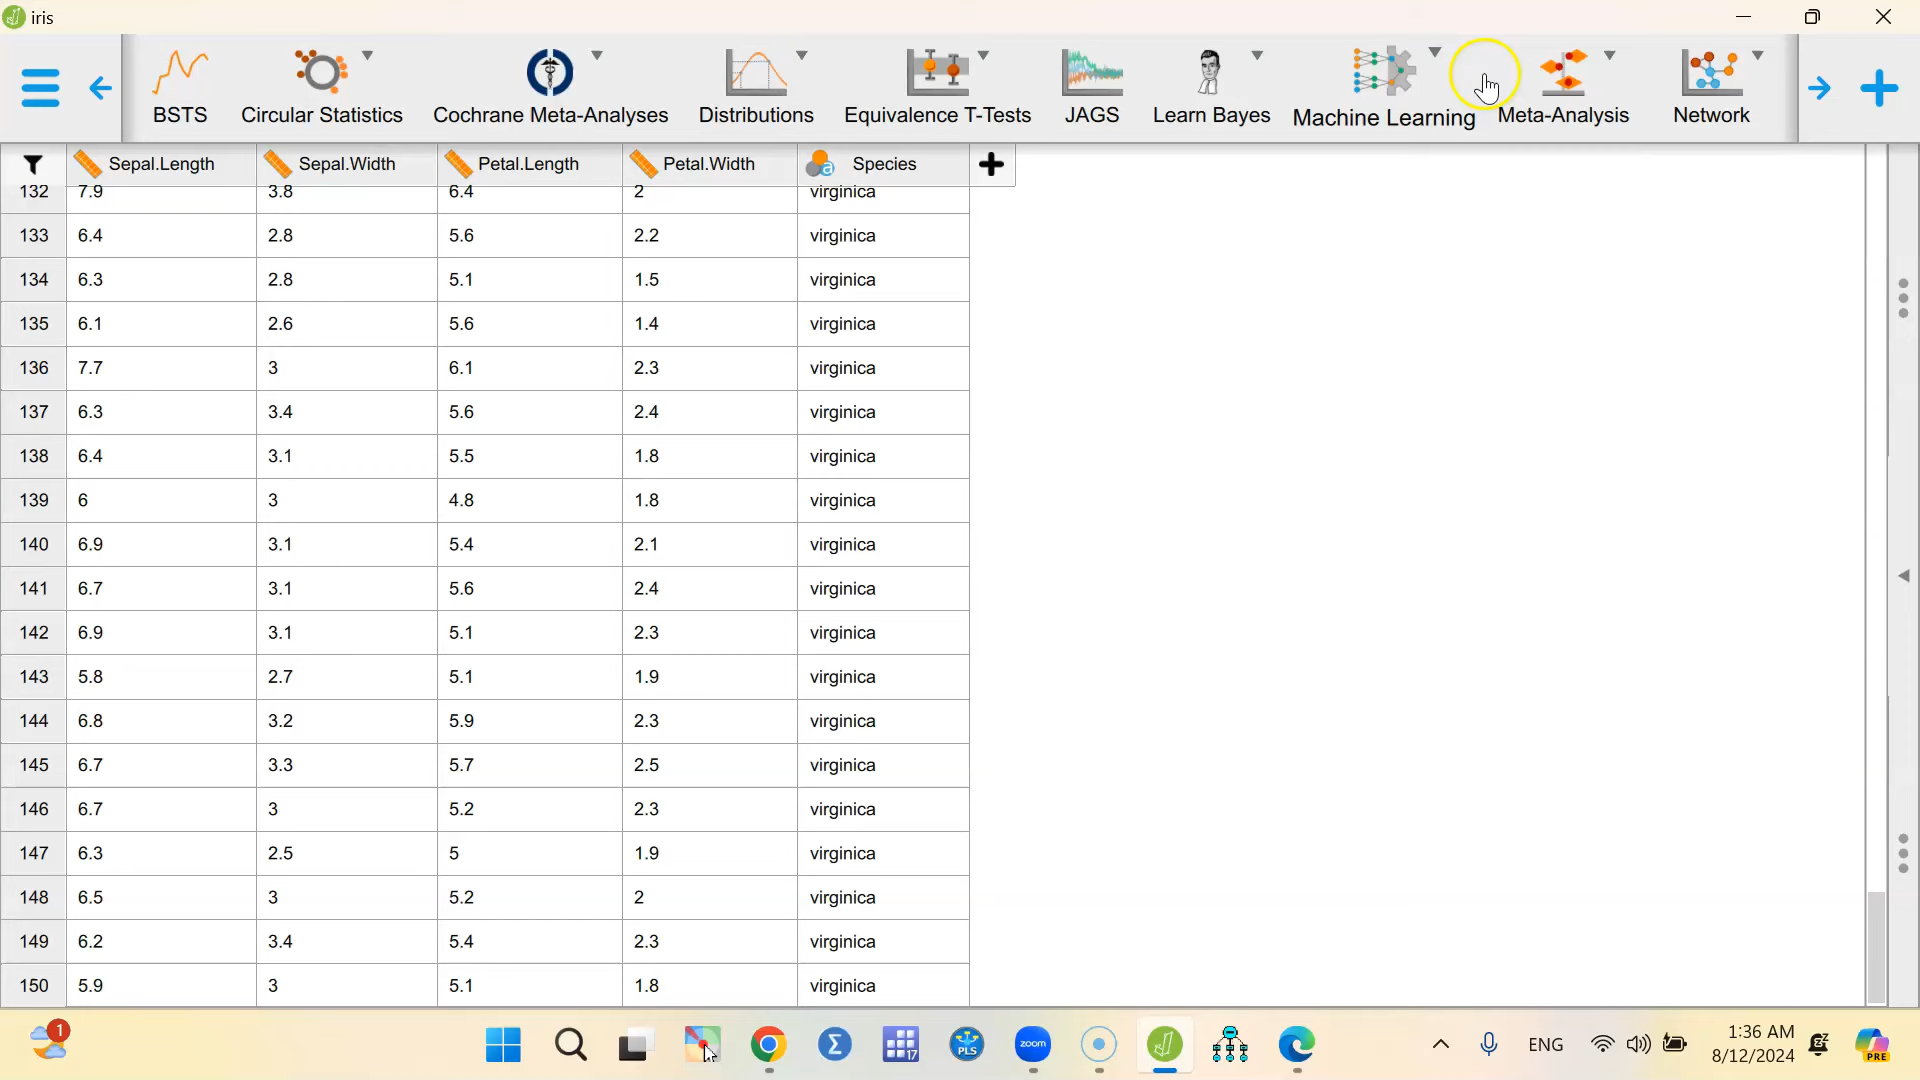 iris
BSTS Circular Statistics Cochrane Meta-Analyses Distributions Equivalence T-Tests JAGS Learn Bayes Machine Learning Meta-Analysis Network
Sepal.Length Sepal.Width Petal.Length Petal.Width a Species
132 7.9 3.8 6.4 2 virginica
133 6.4 2.8 5.6 2.2 virginica
134 6.3 2.8 5.1 1.5 virginica
135 6.1 2.6 5.6 1.4 virginica
136 7.7 3 6.1 2.3 virginica
137 6.3 3.4 5.6 2.4 virginica
138 6.4 3.1 5.5 1.8 virginica
139 6 3 4.8 1.8 virginica
140 6.9 3.1 5.4 2.1 virginica
141 6.7 3.1 5.6 2.4 virginica
142 6.9 3.1 5.1 2.3 virginica
143 5.8 2.7 5.1 1.9 virginica
144 6.8 3.2 5.9 2.3 virginica
145 6.7 3.3 5.7 2.5 virginica
146 6.7 3 5.2 2.3 virginica
147 6.3 2.5 5 1.9 virginica
148 6.5 3 5.2 2 virginica
149 6.2 3.4 5.4 2.3 virginica
150 5.9 3 5.1 1.8 virginica
1 Σ 17 PLS zoom ENG 1:36 AM PRE
8/12/2024